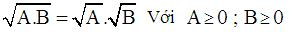 √A.B = √A.√B Với A ≥ 0 ; B ≥ 0